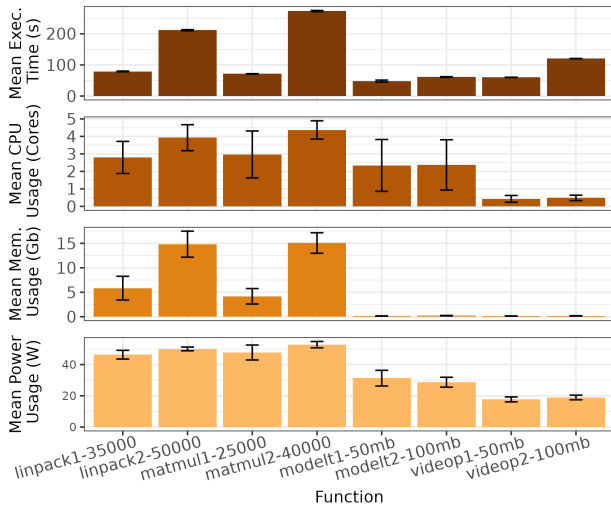 Mean Exec.
Time (s)
200
100
0
Mean CPU
Usage (Cores)
5
4
3
2
1
0
Mean Mem.
Usage (Gb)
15
10
5
0
Mean Power
Usage (W)
40
20
0
linpack1-35000
linpack2-50000
matmul1-25000
matmul2-40000
modelt1-50mb
modelt2-100mb
videop1-50mb
videop2-100mb
Function